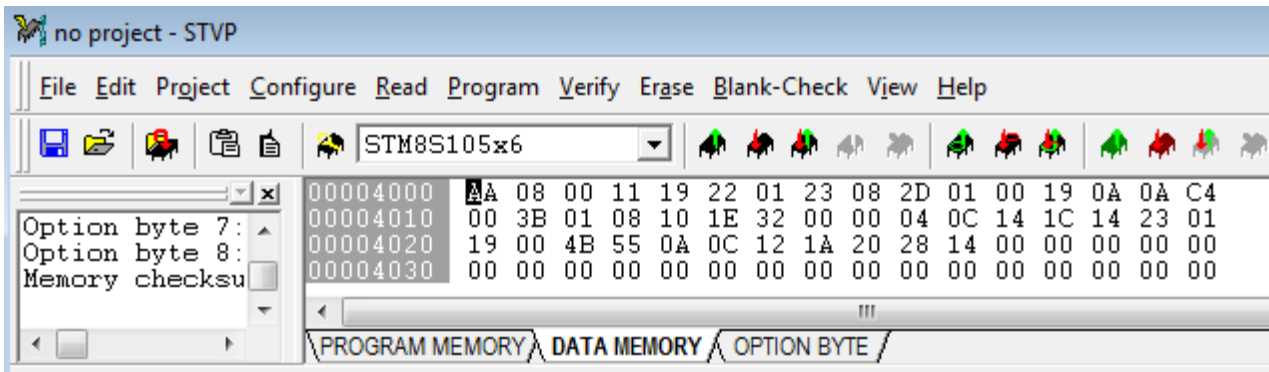 no project - STVP
File Edit Project Configure Read Program Verify Erase Blank-Check View Help
STM8S105x6
Option byte 7:
Option byte 8:
Memory checksu
00004000 AA 08 00 11 19 22 01 23 08 2D 01 00 19 0A 0A C4
00004010 00 3B 01 08 10 1E 32 00 00 04 0C 14 1C 14 23 01
00004020 19 00 4B 55 0A 0C 12 1A 20 28 14 00 00 00 00 00
00004030 00 00 00 00 00 00 00 00 00 00 00 00 00 00 00 00
PROGRAM MEMORY DATA MEMORY OPTION BYTE